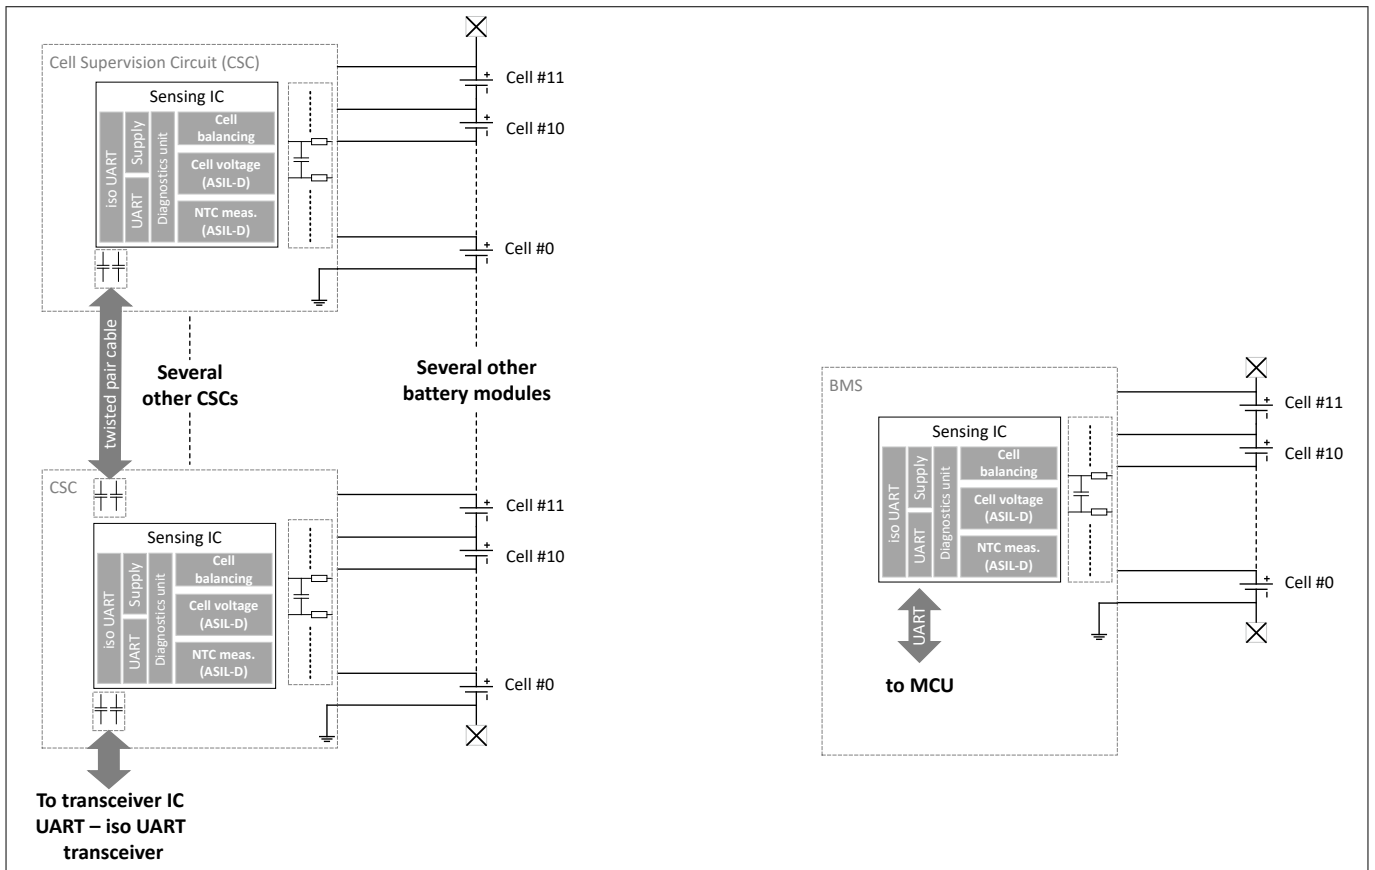 Cell Supervision Circuit (CSC)
Sensing IC
iso UART
Supply
UART
Diagnostics unit
Cell
balancing
Cell voltage
(ASIL-D)
NTC meas.
(ASIL-D)
+
Cell #11
+
Cell #10
+
Cell #0
twisted pair cable
Several
other CSCs
Several other
battery modules
CSC
Sensing IC
iso UART
Supply
UART
Diagnostics unit
Cell
balancing
Cell voltage
(ASIL-D)
NTC meas.
(ASIL-D)
+
Cell #11
+
Cell #10
+
Cell #0
To transceiver IC
UART – iso UART
transceiver
BMS
Sensing IC
iso UART
Supply
UART
Diagnostics unit
Cell
balancing
Cell voltage
(ASIL-D)
NTC meas.
(ASIL-D)
+
Cell #11
+
Cell #10
+
Cell #0
UART
to MCU